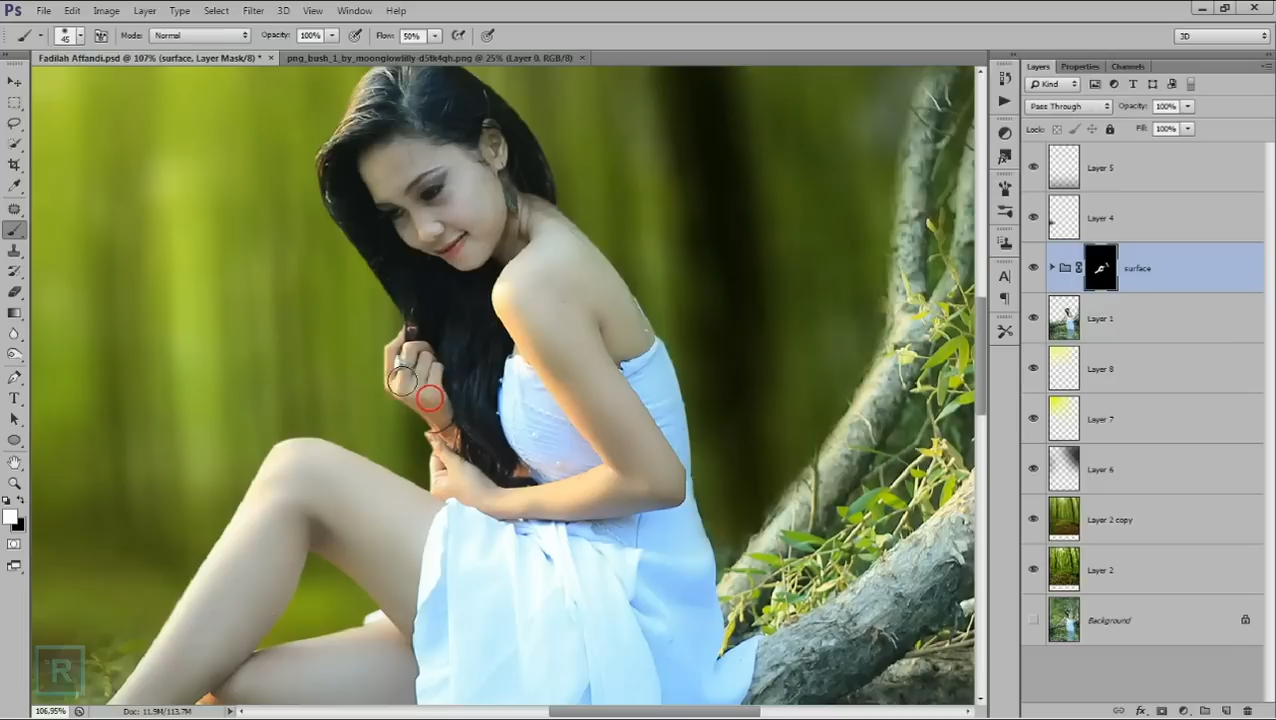 Ps File Edit Image Layer Type Select Filter 3D View Window Help
45 Mode: Normal Opacity: 100% Flow: 50% 3D
Fadilah Affandi.psd @ 107% (surface, Layer Mask/8) * × png_bush_1_by_moonglowlilly-d5tk4qh.png @ 25% (Layer 0, RGB/8) ×
Layers Properties Channels
Kind
Pass Through Opacity: 100%
Lock: Fill: 100%
Layer 5
Layer 4
surface
Layer 1
Layer 8
Layer 7
Layer 6
Layer 2 copy
Layer 2
Background
R
106,95% Doc: 11,9M/113,7M